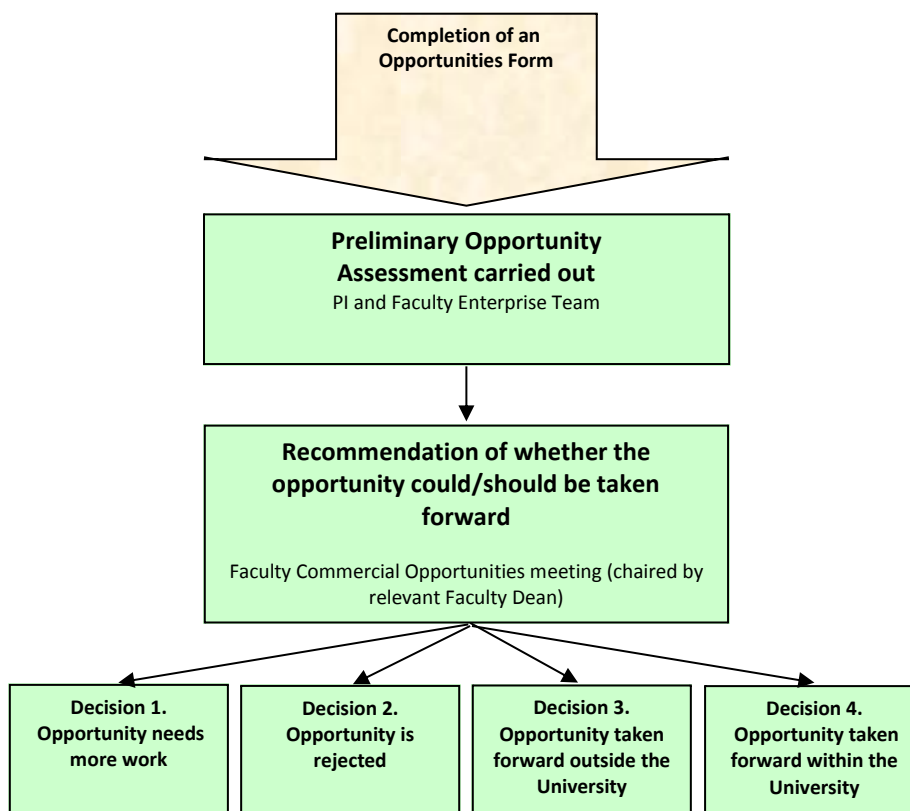 Completion of an
Opportunities Form
Preliminary Opportunity
Assessment carried out
PI and Faculty Enterprise Team
Recommendation of whether the
opportunity could/should be taken
forward
Faculty Commercial Opportunities meeting (chaired by
relevant Faculty Dean)
Decision 1.
Opportunity needs
more work
Decision 2.
Opportunity is
rejected
Decision 3.
Opportunity taken
forward outside the
University
Decision 4.
Opportunity taken
forward within the
University